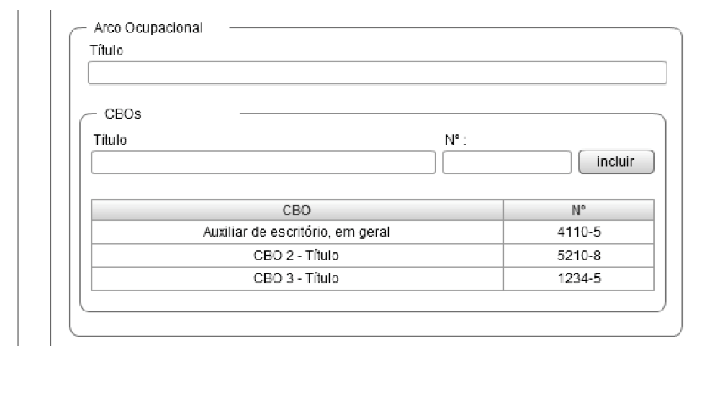 Arco Ocupacional
Título
CBOs
Título Nº :
incluir
CBO Nº
Auxiliar de escritório, em geral 4110-5
CBO 2 - Título 5210-8
CBO 3 - Título 1234-5